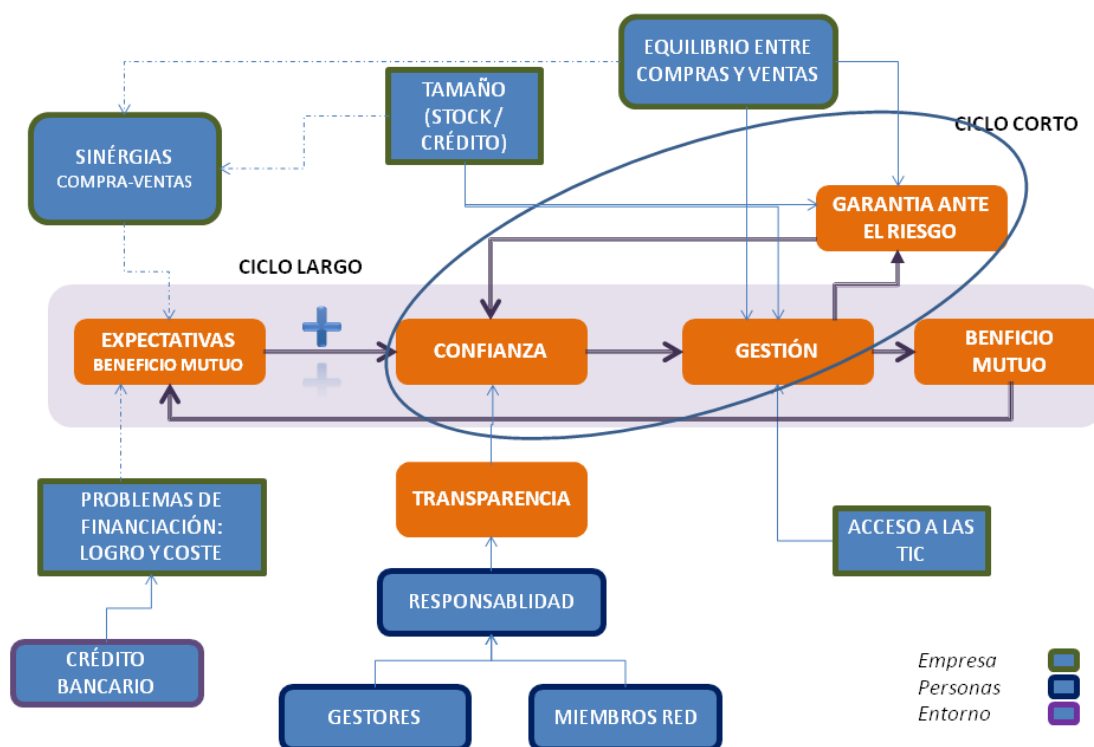 EQUILIBRIO ENTRE
COMPRAS Y VENTAS
TAMAÑO
(STOCK/
CRÉDITO)
CICLO CORTO
SINÉRGIAS
COMPRA-VENTAS
GARANTIA ANTE
EL RIESGO
CICLO LARGO
EXPECTATIVAS
BENEFICIO MUTUO
CONFIANZA
GESTIÓN
BENFICIO
MUTUO
TRANSPARENCIA
PROBLEMAS DE
FINANCIACIÓN:
LOGRO Y COSTE
ACCESO A LAS
TIC
RESPONSABLIDAD
CRÉDITO
BANCARIO
GESTORES
MIEMBROS RED
Empresa
Personas
Entorno